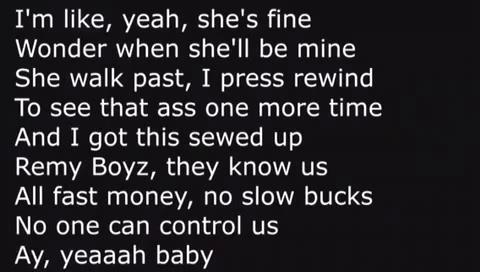 I'm like, yeah, she's fine
Wonder when she'll be mine
She walk past, I press rewind
To see that ass one more time
And I got this sewed up
Remy Boyz, they know us
All fast money, no slow bucks
No one can control us
Ay, yeaaah baby